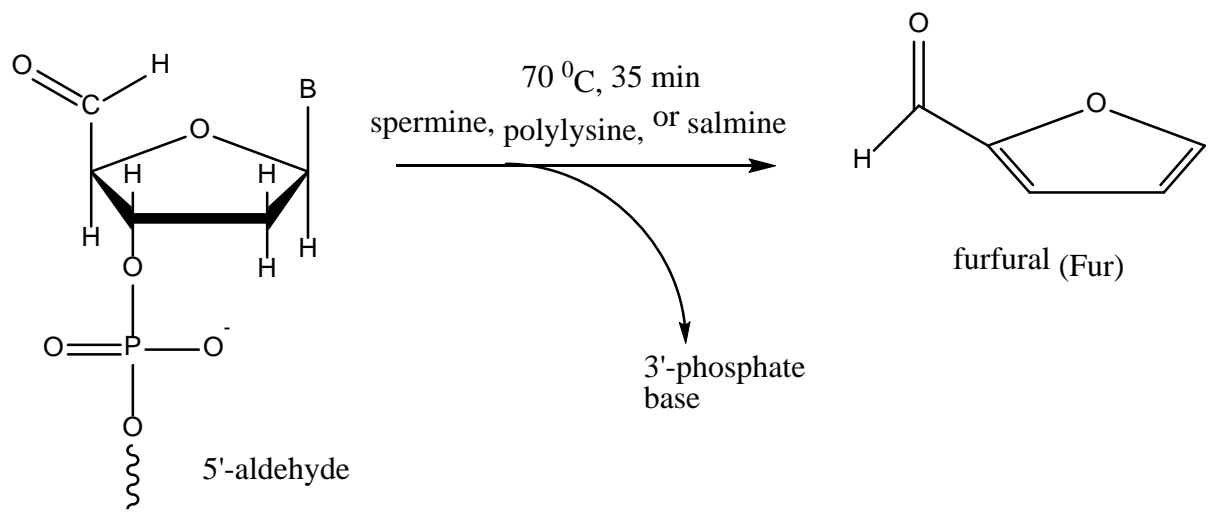 O
H
C
B
O
H
H
H
H
H
O
O
P
O-
O
5'-aldehyde
70 0C, 35 min
spermine, polylysine, or salmine
3'-phosphate
base
O
H
O
furfural (Fur)